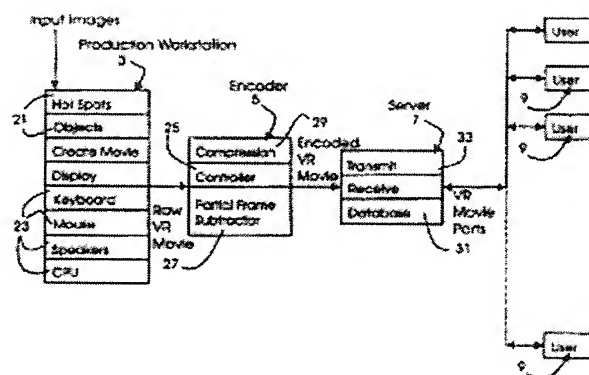 Input Images
Production Workstation
3
Hot Spots
21
Objects
Create Movie
Display
Keyboard
23
Mouse
Speakers
CPU
Raw
VR
Movie
Encoder
5
29
25
Compression
Controller
Partial Frame
Subtractor
27
Encoded
VR
Movie
Server
7
33
Transmit
Receive
Database
31
VR
Movie
Parts
User
User
9
User
9
User
9